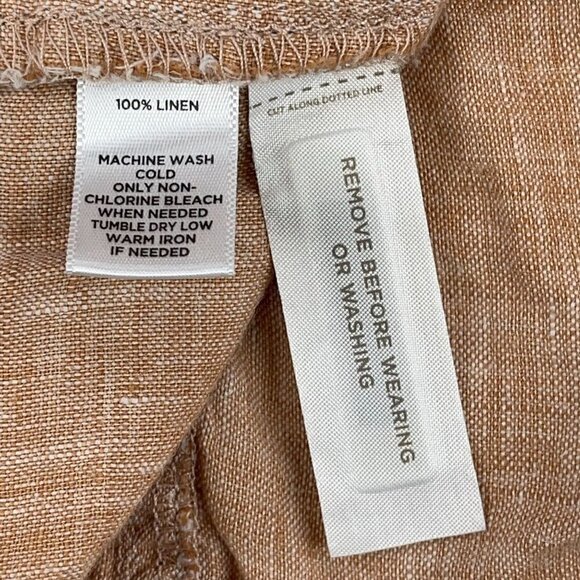 100% LINEN
MACHINE WASH
COLD
ONLY NON-
CHLORINE BLEACH
WHEN NEEDED
TUMBLE DRY LOW
WARM IRON
IF NEEDED
CUT ALONG DOTTED LINE
REMOVE BEFORE WEARING
OR WASHING